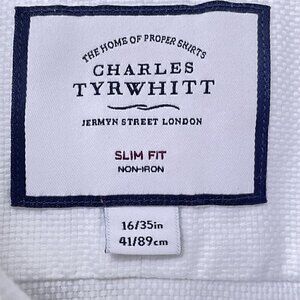 THE HOME OF PROPER SHIRTS
CHARLES
TYRWHITT
JERMYN STREET LONDON
SLIM FIT
NON-IRON
16/35in
41/89cm